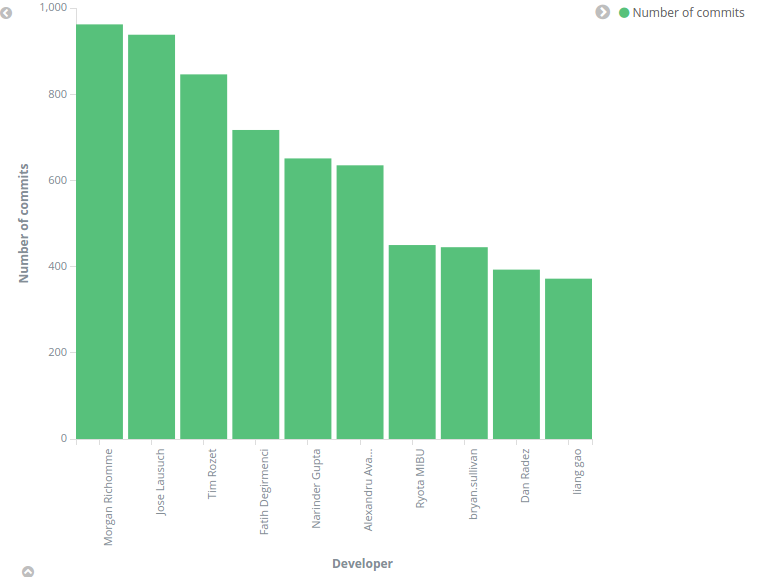 1,000
800
600
400
200
0
Number of commits
Number of commits
Morgan Richomme
Jose Lausuch
Tim Rozet
Fatih Degirmenci
Narinder Gupta
Alexandru Ava...
Ryota MIBU
bryan.sullivan
Dan Radez
liang gao
Developer